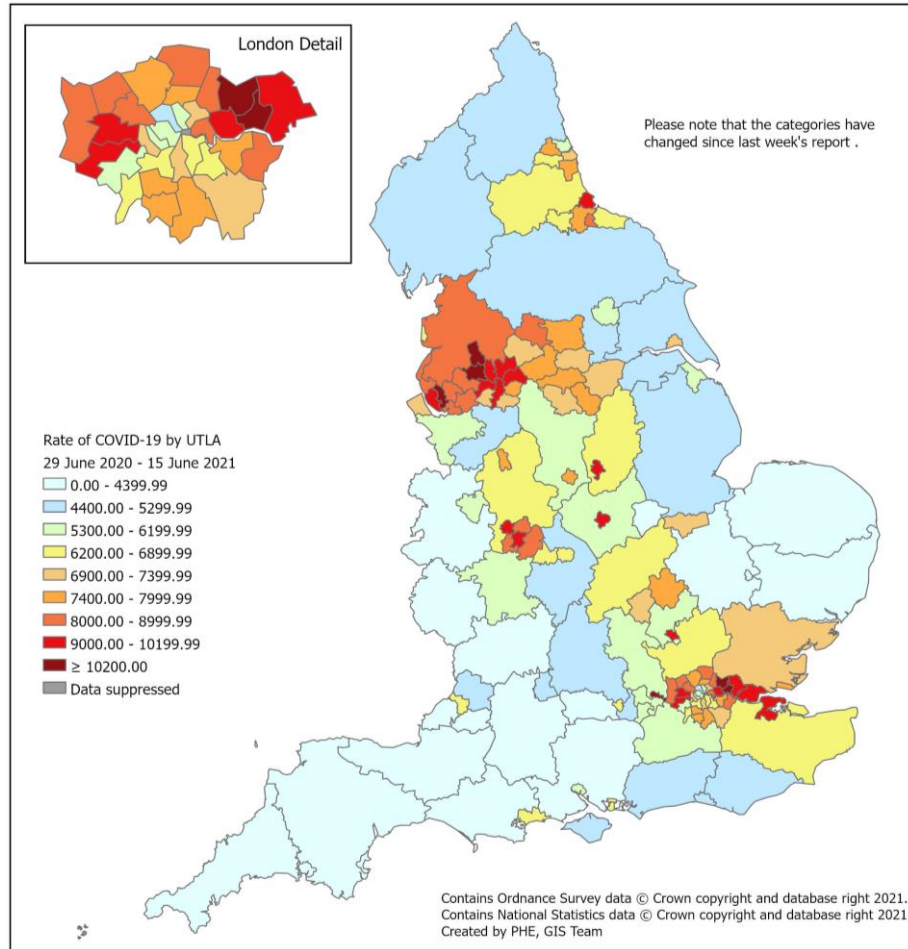 London Detail
Please note that the categories have
changed since last week's report .
Rate of COVID-19 by UTLA
29 June 2020 - 15 June 2021
0.00 - 4399.99
4400.00 - 5299.99
5300.00 - 6199.99
6200.00 - 6899.99
6900.00 - 7399.99
7400.00 - 7999.99
8000.00 - 8999.99
9000.00 - 10199.99
≥ 10200.00
Data suppressed
Contains Ordnance Survey data © Crown copyright and database right 2021.
Contains National Statistics data © Crown copyright and database right 2021
Created by PHE, GIS Team